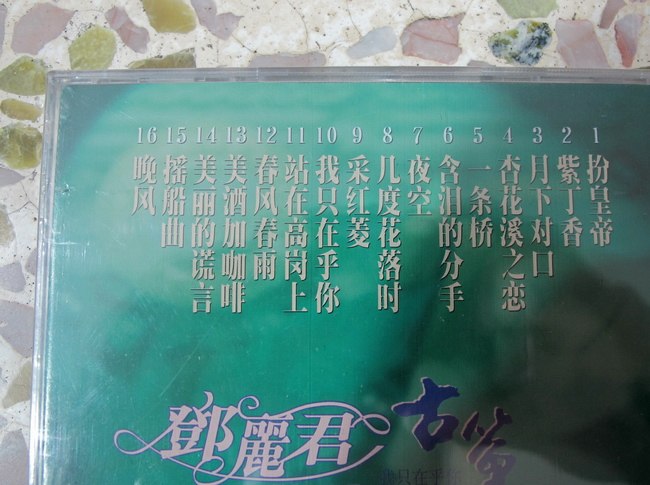 1 扮皇帝
2 紫丁香
3 月下对口
4 杏花溪之恋
5 一条桥
6 含泪的分手
7 夜空
8 几度花落时
9 采红菱
10 我只在乎你
11 站在高岗上
12 春风春雨
13 美酒加咖啡
14 美丽的谎言
15 摇船曲
16 晚风
鄧麗君
古筝
只在乎